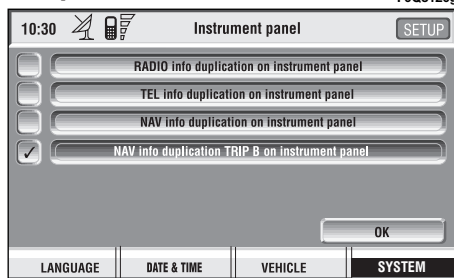 10:30 Instrument panel SETUP
RADIO info duplication on instrument panel
TEL info duplication on instrument panel
NAV info duplication on instrument panel
NAV info duplication TRIP B on instrument panel
OK
LANGUAGE DATE & TIME VEHICLE SYSTEM